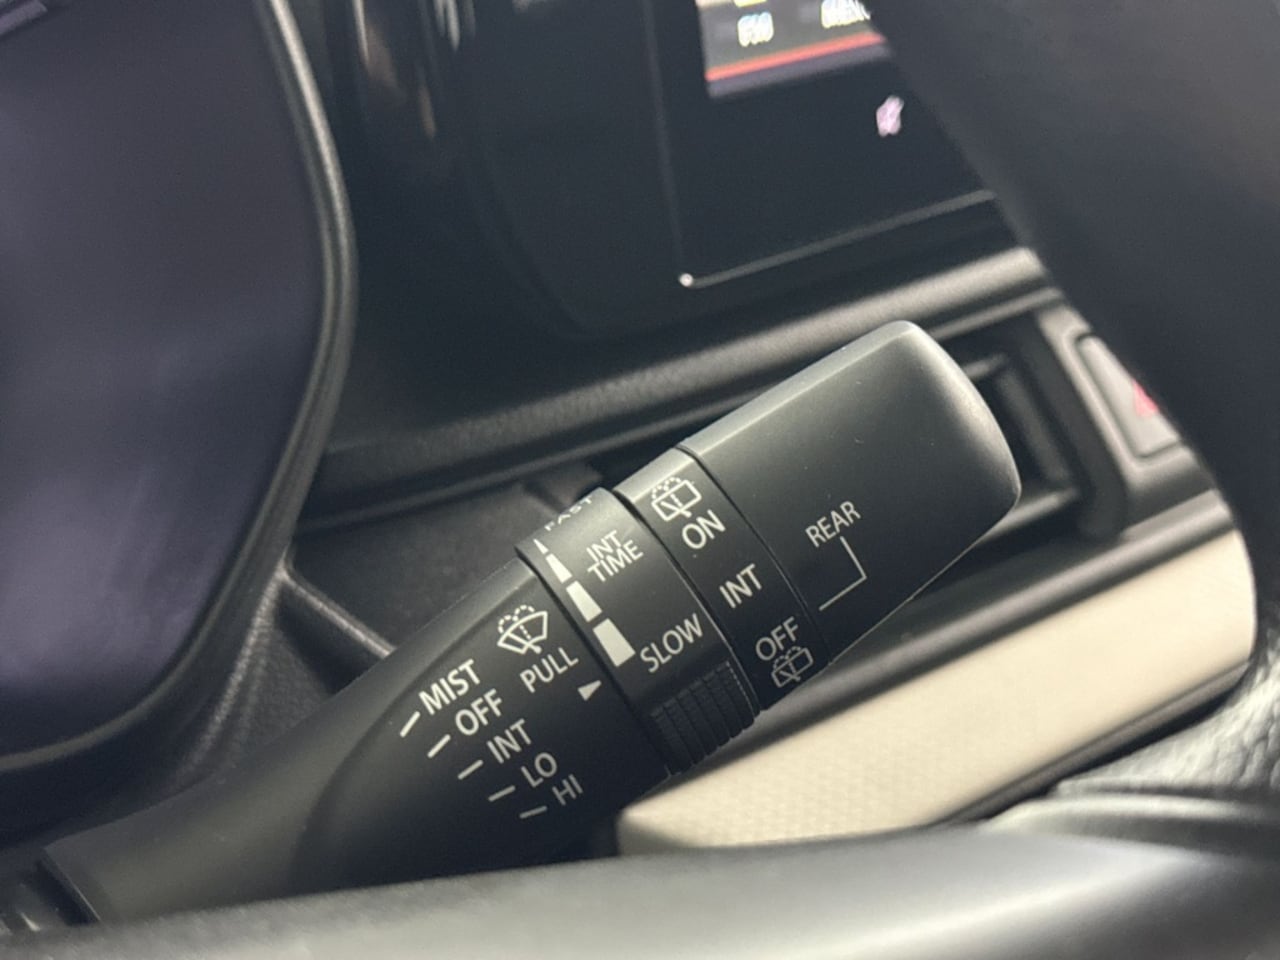 MIST
OFF
INT
LO
HI
PULL
FAST
INT
TIME
SLOW
ON
INT
OFF
REAR